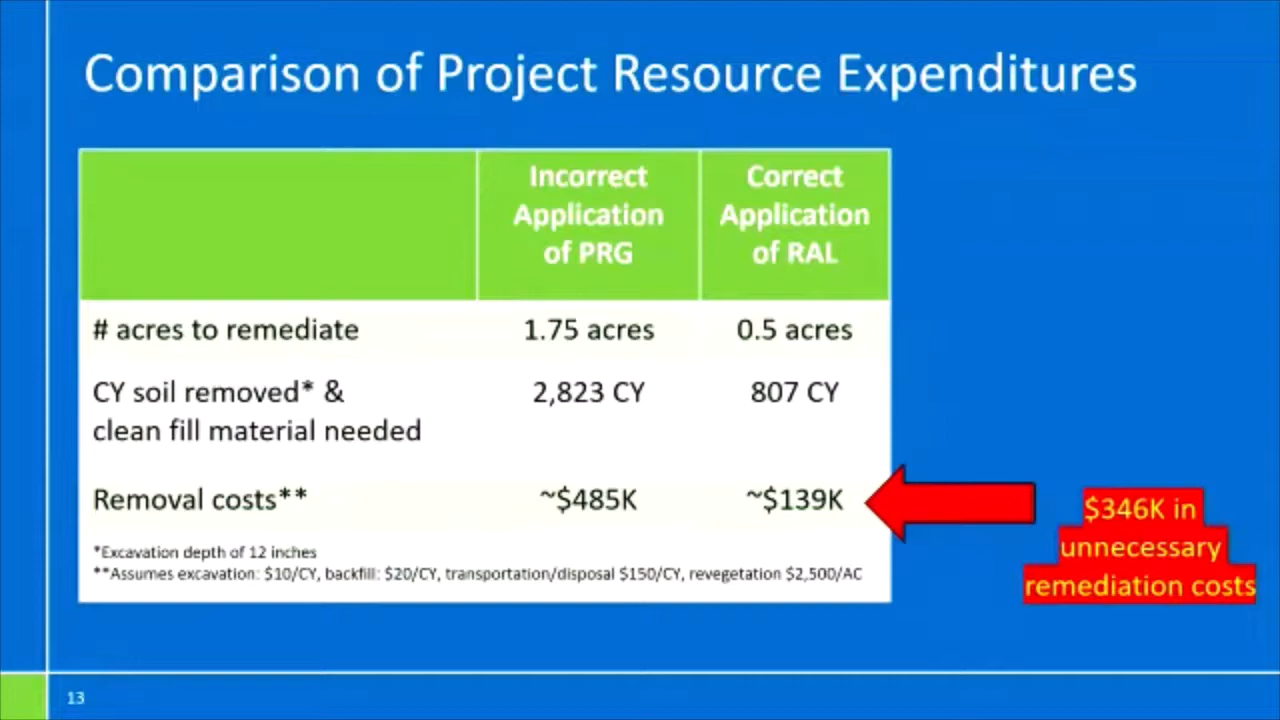 Comparison of Project Resource Expenditures
Incorrect
Application
of PRG
Correct
Application
of RAL
# acres to remediate 1.75 acres 0.5 acres
CY soil removed* & 2,823 CY 807 CY
clean fill material needed
Removal costs** ~$485K ~$139K
$346K in
unnecessary
remediation costs
*Excavation depth of 12 inches
**Assumes excavation: $10/CY, backfill: $20/CY, transportation/disposal $150/CY, revegetation $2,500/AC
13